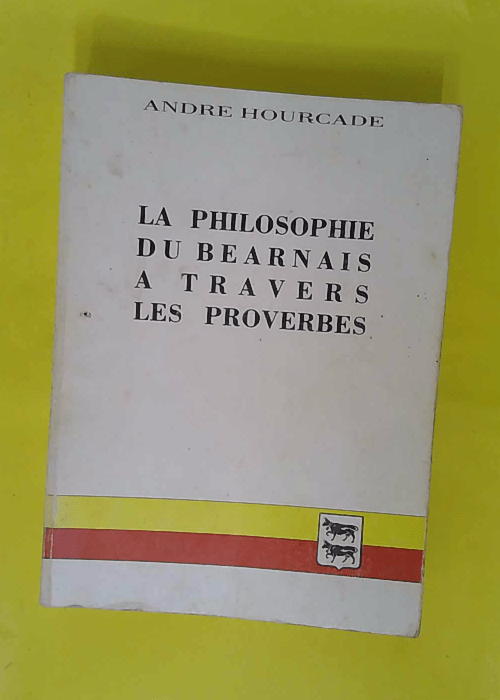 ANDRE HOURCADE
LA PHILOSOPHIE
DU BEARNAIS
A TRAVERS
LES PROVERBES